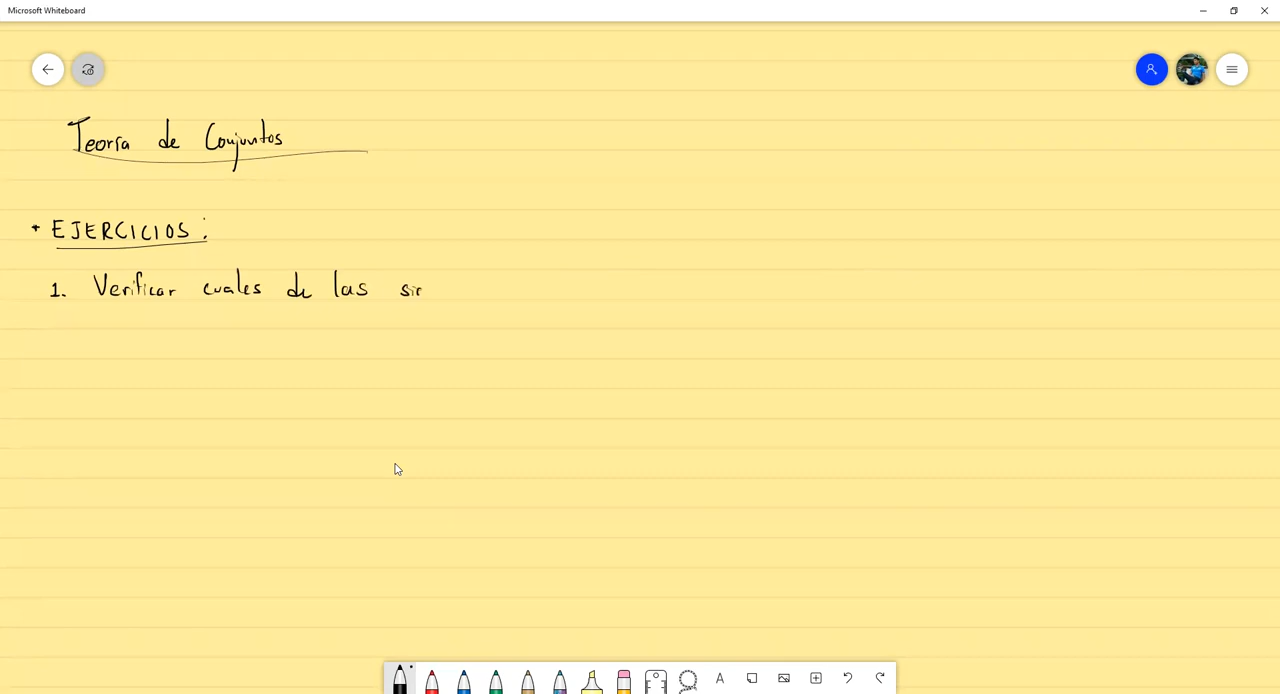 Microsoft Whiteboard
Teoría de Conjuntos
* EJERCICIOS:
1. Verificar cuales de las